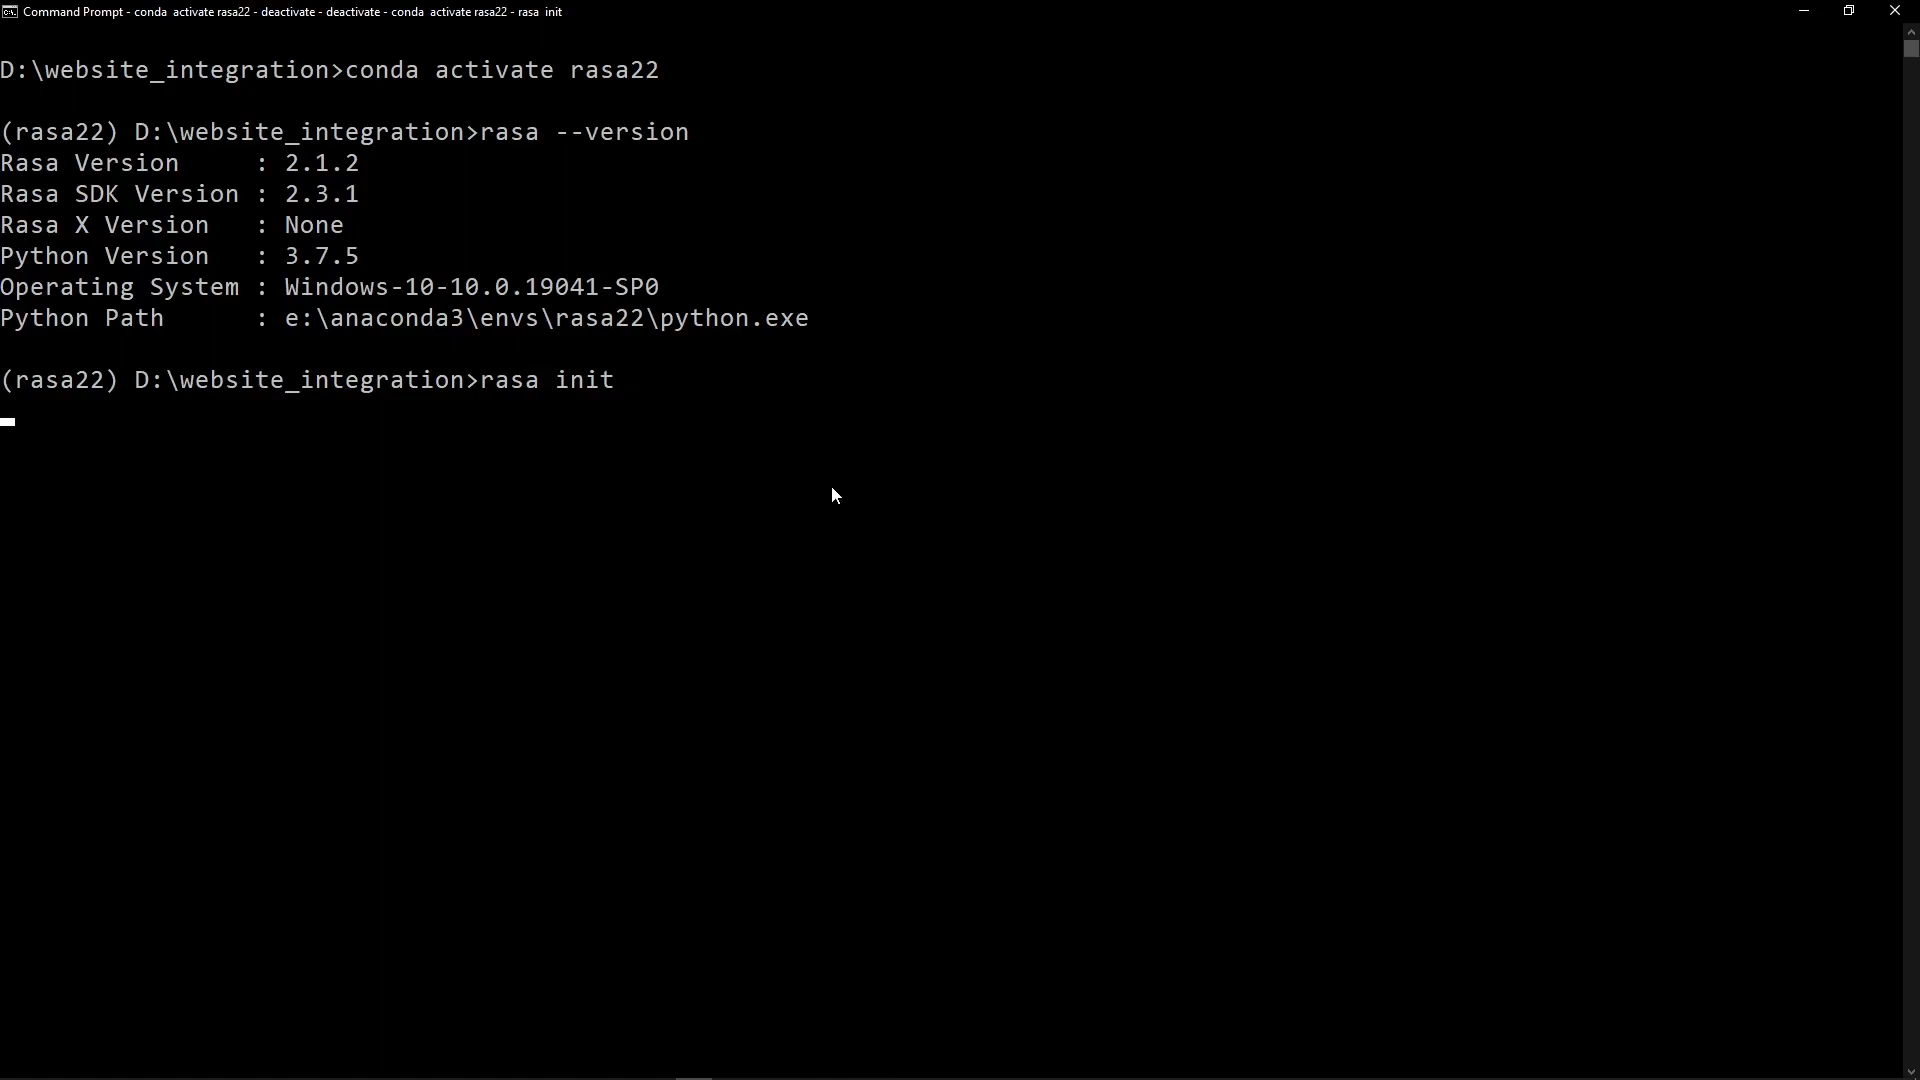 Command Prompt - conda  activate rasa22 - deactivate - deactivate - conda  activate rasa22 - rasa  init
D:\website_integration>conda activate rasa22
(rasa22) D:\website_integration>rasa --version
Rasa Version     : 2.1.2
Rasa SDK Version : 2.3.1
Rasa X Version   : None
Python Version   : 3.7.5
Operating System : Windows-10-10.0.19041-SP0
Python Path      : e:\anaconda3\envs\rasa22\python.exe
(rasa22) D:\website_integration>rasa init